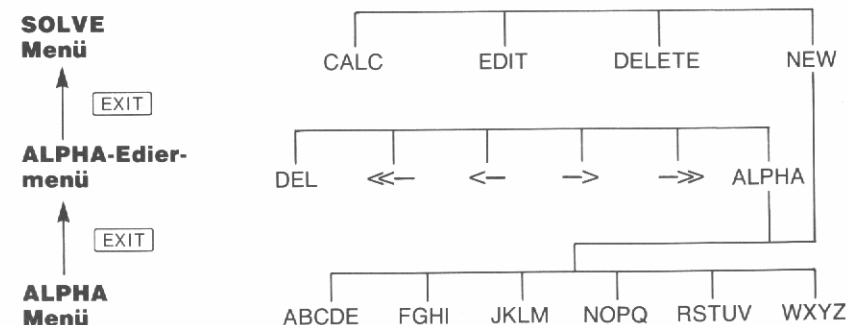 SOLVE
Menü
CALC EDIT DELETE NEW
EXIT
ALPHA-Edier-
menü
DEL <<– <– –> –>> ALPHA
EXIT
ALPHA
Menü
ABCDE FGHI JKLM NOPQ RSTUV WXYZ